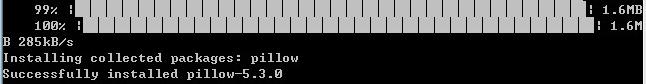 99% |████████████████████████████████| 1.6MB
100% |████████████████████████████████| 1.6M
B 285kB/s
Installing collected packages: pillow
Successfully installed pillow-5.3.0